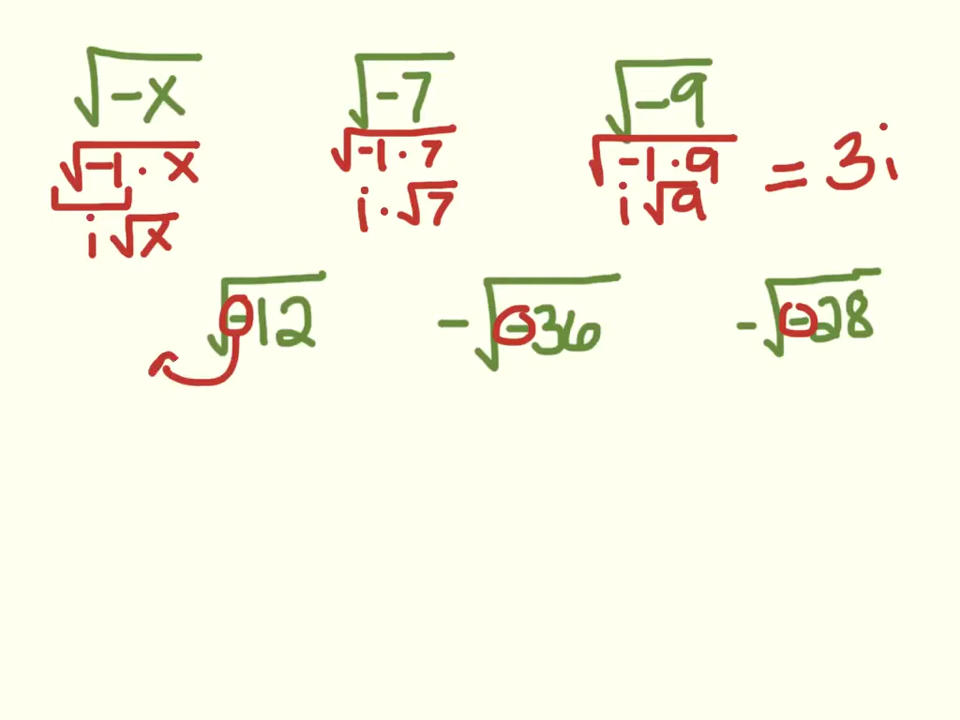 √-x √-7 √-9
√-1 · x √-1 · 7 √-1 · 9 = 3i
i√x i · √7 i√9
√-12 -√-36 -√-28